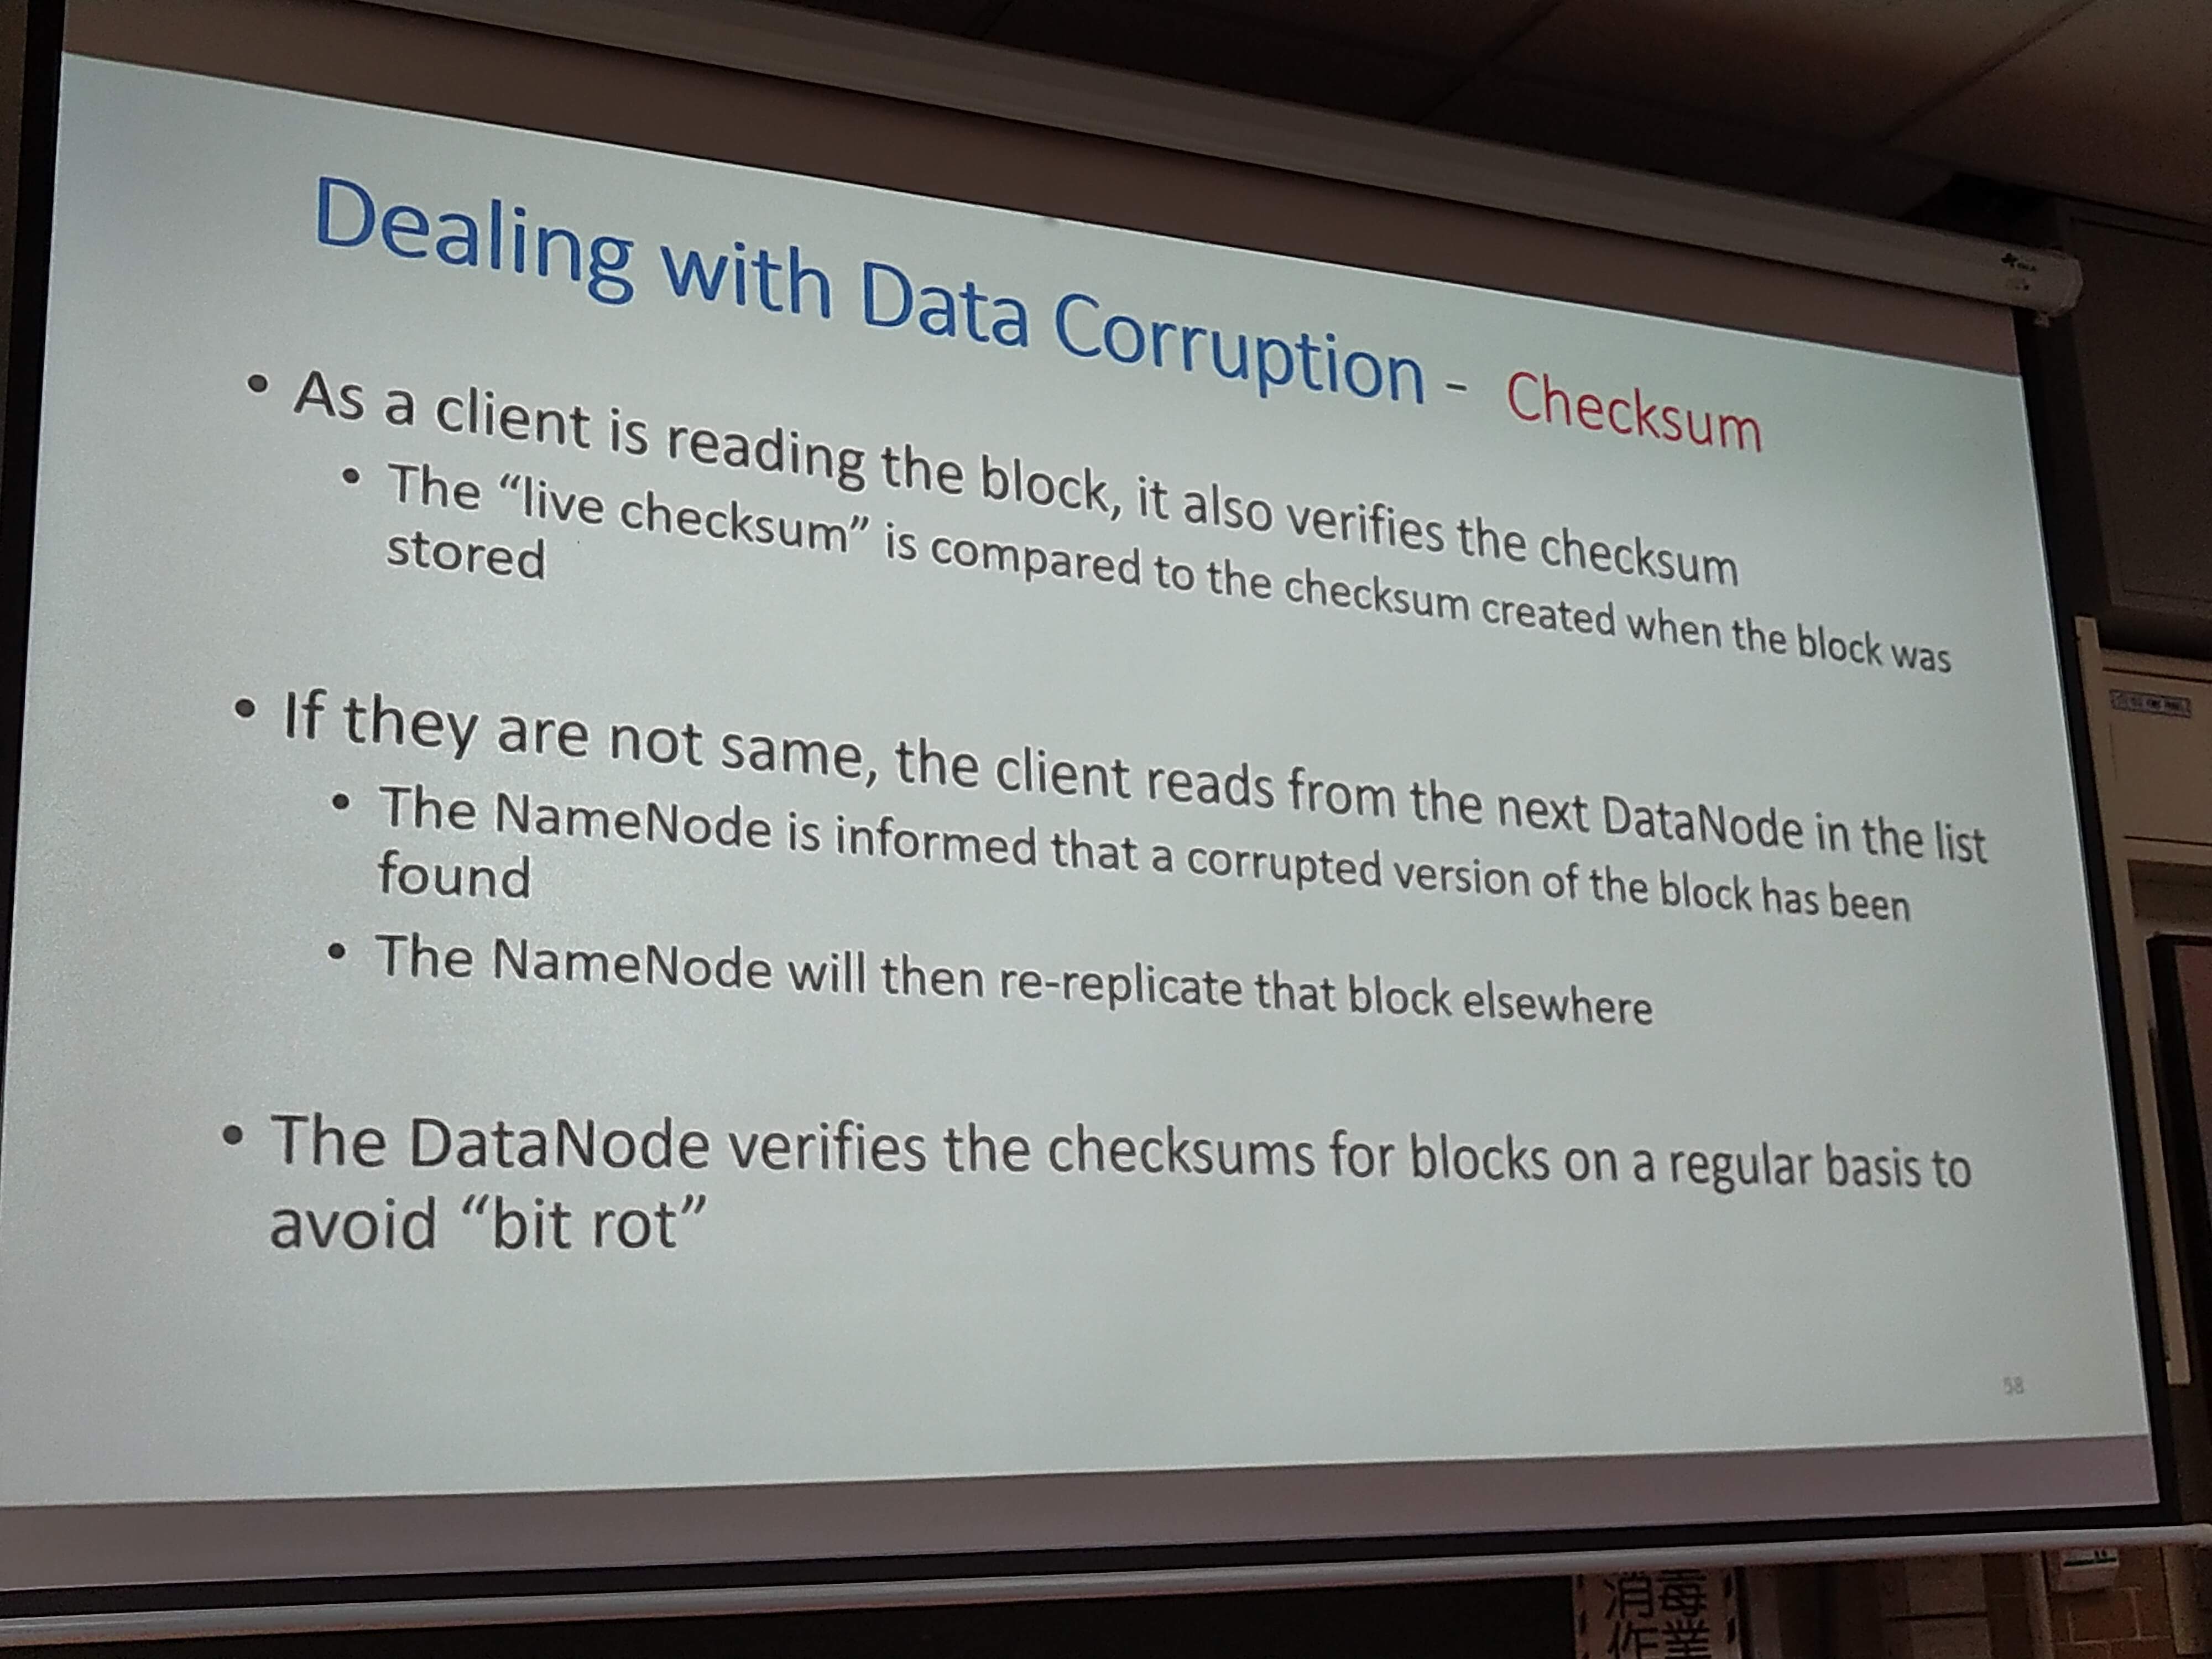 Dealing with Data Corruption - Checksum
• As a client is reading the block, it also verifies the checksum
• The “live checksum” is compared to the checksum created when the block was
stored
• If they are not same, the client reads from the next DataNode in the list
• The NameNode is informed that a corrupted version of the block has been
found
• The NameNode will then re-replicate that block elsewhere
• The DataNode verifies the checksums for blocks on a regular basis to
avoid “bit rot”
58
消毒
作業